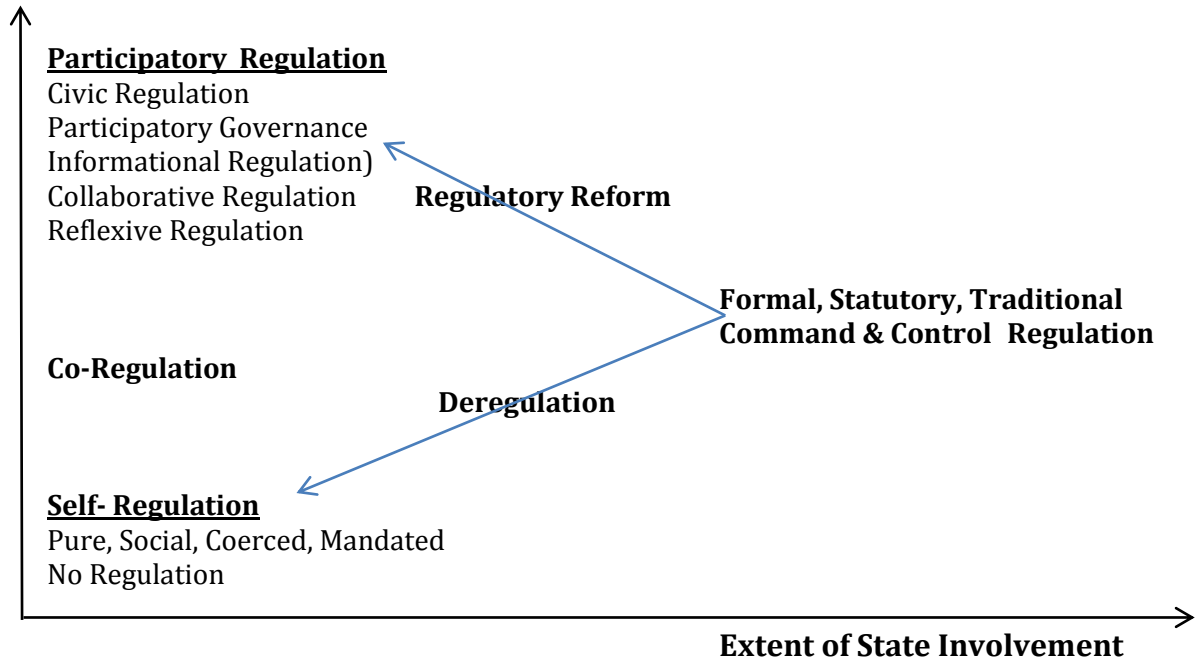 Participatory Regulation
Civic Regulation
Participatory Governance
Informational Regulation)
Collaborative Regulation
Regulatory Reform
Reflexive Regulation
Formal, Statutory, Traditional
Command & Control Regulation
Co-Regulation
Deregulation
Self- Regulation
Pure, Social, Coerced, Mandated
No Regulation
Extent of State Involvement